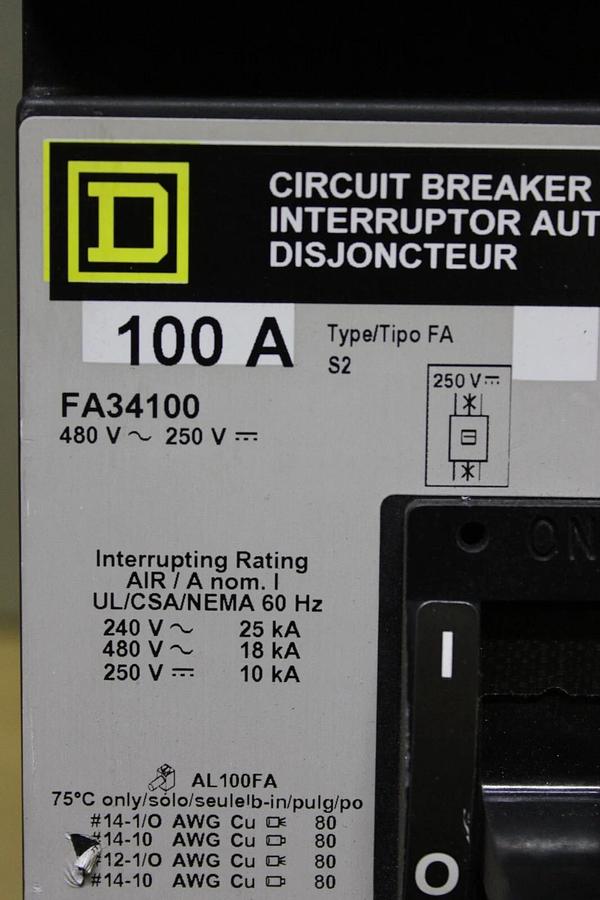 D
CIRCUIT BREAKER
INTERRUPTOR AUT
DISJONCTEUR
100 A
Type/Tipo FA
S2
FA34100
480 V ~ 250 V ⎓
250 V ⎓
ON
Interrupting Rating
AIR / A nom. I
UL/CSA/NEMA 60 Hz
240 V ~ 25 kA
480 V ~ 18 kA
250 V ⎓ 10 kA
I
AL100FA
75°C only/sólo/seulelb-in/pulg/po
#14-1/O AWG Cu 80
#14-10 AWG Cu 80
#12-1/O AWG Cu 80
#14-10 AWG Cu 80
O